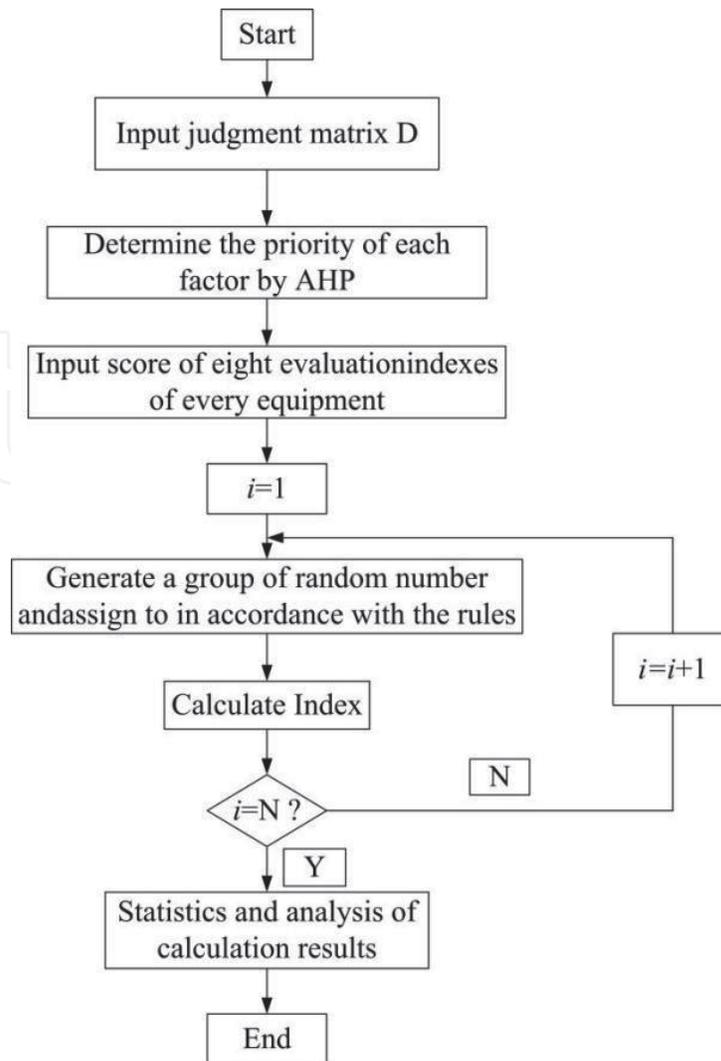 Start
Input judgment matrix D
Determine the priority of each
factor by AHP
Input score of eight evaluationindexes
of every equipment
i=1
Generate a group of random number
andassign to in accordance with the rules
i=i+1
Calculate Index
N
i=N ?
Y
Statistics and analysis of
calculation results
End